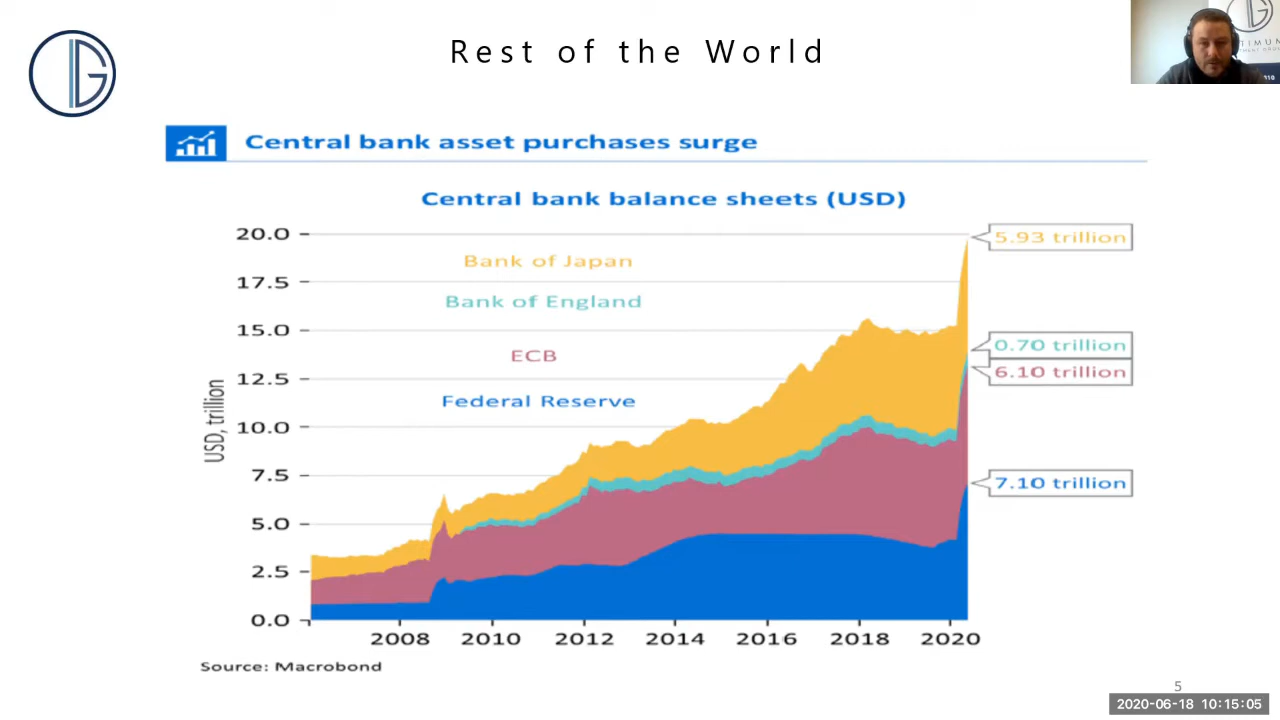 Rest of the World
Central bank asset purchases surge
Central bank balance sheets (USD)
20.0
17.5
15.0
12.5
10.0
7.5
5.0
2.5
0.0
USD, trillion
Bank of Japan
Bank of England
ECB
Federal Reserve
5.93 trillion
0.70 trillion
6.10 trillion
7.10 trillion
2008 2010 2012 2014 2016 2018 2020
Source: Macrobond
5
2020-06-18 10:15:05